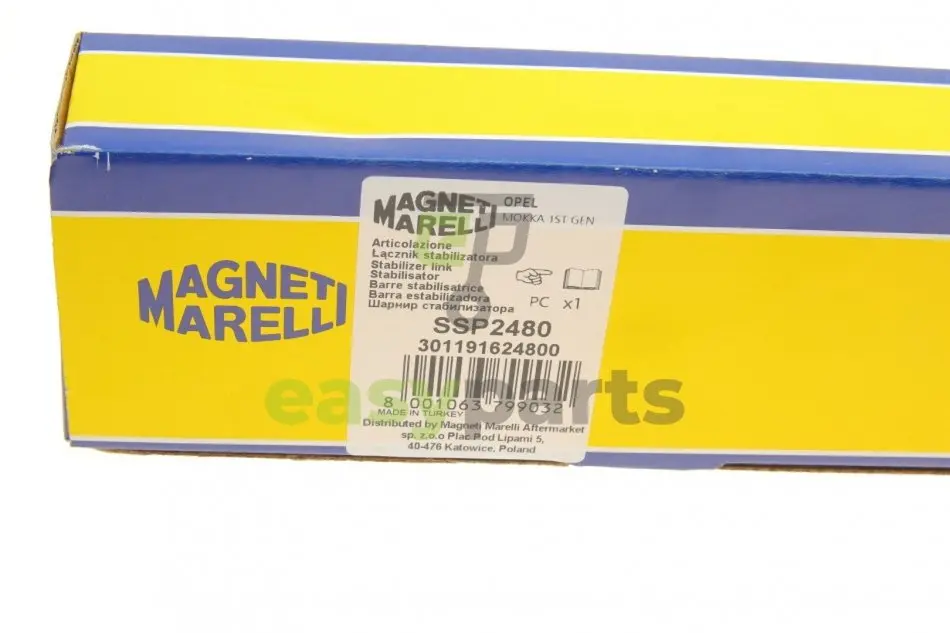 MAGNETI
MARELLI
MAGNETI
MARELLI
OPEL
MOKKA 1ST GEN
Articolazione
Łącznik stabilizatora
Stabilizer link
Stabilisator
Barre stabilisatrice
Barra estabilizadora
Шарнир стабилизатора
PC x1
SSP2480
301191624800
8 001063 799032
MADE IN TURKEY
Distributed by Magneti Marelli Aftermarket
sp. z.o.o Plac Pod Lipami 5,
40-476 Katowice, Poland
easyparts